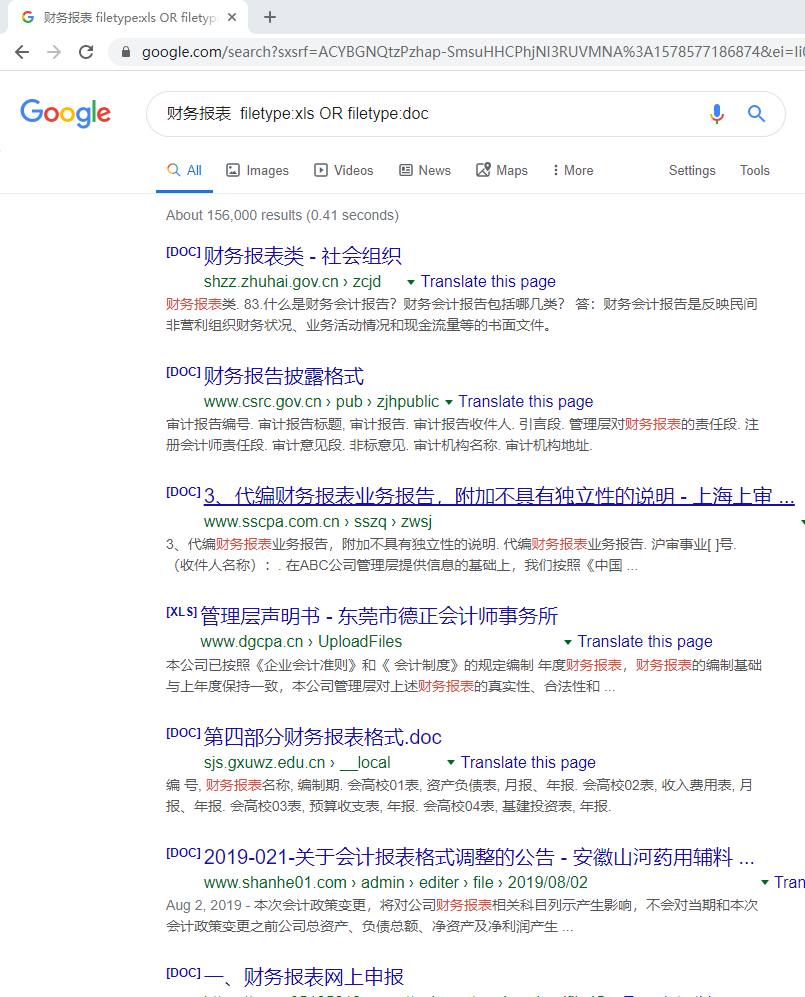 财务报表 filetype:xls OR filetyp
google.com/search?sxsrf=ACYBGNQtzPzhap-SmsuHHCPhjNI3RUVMNA%3A1578577186874&ei=Ii
Google
财务报表 filetype:xls OR filetype:doc
All Images Videos News Maps More Settings Tools
About 156,000 results (0.41 seconds)
[DOC] 财务报表类 - 社会组织
shzz.zhuhai.gov.cn › zcjd Translate this page
财务报表类. 83.什么是财务会计报告？财务会计报告包括哪几类？ 答：财务会计报告是反映民间
非营利组织财务状况、业务活动情况和现金流量等的书面文件。
[DOC] 财务报告披露格式
www.csrc.gov.cn › pub › zjhpublic Translate this page
审计报告编号. 审计报告标题, 审计报告. 审计报告收件人. 引言段. 管理层对财务报表的责任段. 注
册会计师责任段. 审计意见段. 非标意见. 审计机构名称. 审计机构地址.
[DOC] 3、代编财务报表业务报告，附加不具有独立性的说明 - 上海上审 ...
www.sscpa.com.cn › sszq › zwsj
3、代编财务报表业务报告，附加不具有独立性的说明. 代编财务报表业务报告. 沪审事业[ ]号.
（收件人名称）：. 在ABC公司管理层提供信息的基础上，我们按照《中国 ...
[XLS] 管理层声明书 - 东莞市德正会计师事务所
www.dgcpa.cn › UploadFiles Translate this page
本公司已按照《企业会计准则》和《 会计制度》的规定编制 年度财务报表，财务报表的编制基础
与上年度保持一致，本公司管理层对上述财务报表的真实性、合法性和 ...
[DOC] 第四部分财务报表格式.doc
sjs.gxuwz.edu.cn › __local Translate this page
编 号, 财务报表名称, 编制期. 会高校01表, 资产负债表, 月报、年报. 会高校02表, 收入费用表, 月
报、年报. 会高校03表, 预算收支表, 年报. 会高校04表, 基建投资表, 年报.
[DOC] 2019-021-关于会计报表格式调整的公告 - 安徽山河药用辅料 ...
www.shanhe01.com › admin › editer › file › 2019/08/02 Tran
Aug 2, 2019 - 本次会计政策变更，将对公司财务报表相关科目列示产生影响，不会对当期和本次
会计政策变更之前公司总资产、负债总额、净资产及净利润产生 ...
[DOC] 一、财务报表网上申报